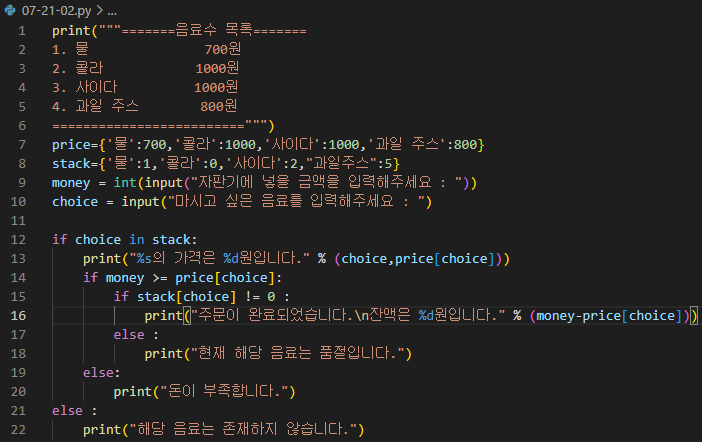 07-21-02.py > ...
1 print("""=======음료수 목록=======
2 1. 물 700원
3 2. 콜라 1000원
4 3. 사이다 1000원
5 4. 과일 주스 800원
6 =========================""")
7 price={'물':700,'콜라':1000,'사이다':1000,'과일 주스':800}
8 stack={'물':1,'콜라':0,'사이다':2,"과일주스":5}
9 money = int(input("자판기에 넣을 금액을 입력해주세요 : "))
10 choice = input("마시고 싶은 음료를 입력해주세요 : ")
11
12 if choice in stack:
13 print("%s의 가격은 %d원입니다." % (choice,price[choice]))
14 if money >= price[choice]:
15 if stack[choice] != 0 :
16 print("주문이 완료되었습니다.\n잔액은 %d원입니다." % (money-price[choice]))
17 else :
18 print("현재 해당 음료는 품절입니다.")
19 else:
20 print("돈이 부족합니다.")
21 else :
22 print("해당 음료는 존재하지 않습니다.")